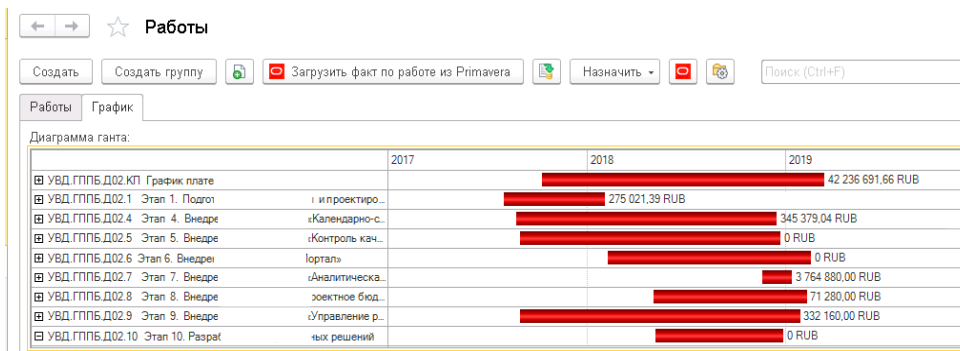 Работы
Создать Создать группу Загрузить факт по работе из Primavera Назначить Поиск (Ctrl+F)
Работы График
Диаграмма ганта:
2017 2018 2019
УВД.ГППБ.Д02.КП График плате 42 236 691,66 RUB
УВД.ГППБ.Д02.1 Этап 1. Подгот и проектиро... 275 021,39 RUB
УВД.ГППБ.Д02.4 Этап 4. Внедре «Календарно-с... 345 379,04 RUB
УВД.ГППБ.Д02.5 Этап 5. Внедре «Контроль кач... 0 RUB
УВД.ГППБ.Д02.6 Этап 6. Внедре 0 RUB
УВД.ГППБ.Д02.7 Этап 7. Внедре «Аналитическа... 3 764 880,00 RUB
УВД.ГППБ.Д02.8 Этап 8. Внедре роектное бюд... 71 280,00 RUB
УВД.ГППБ.Д02.9 Этап 9. Внедре «Управление р... 332 160,00 RUB
УВД.ГППБ.Д02.10 Этап 10. Разраб ных решений 0 RUB